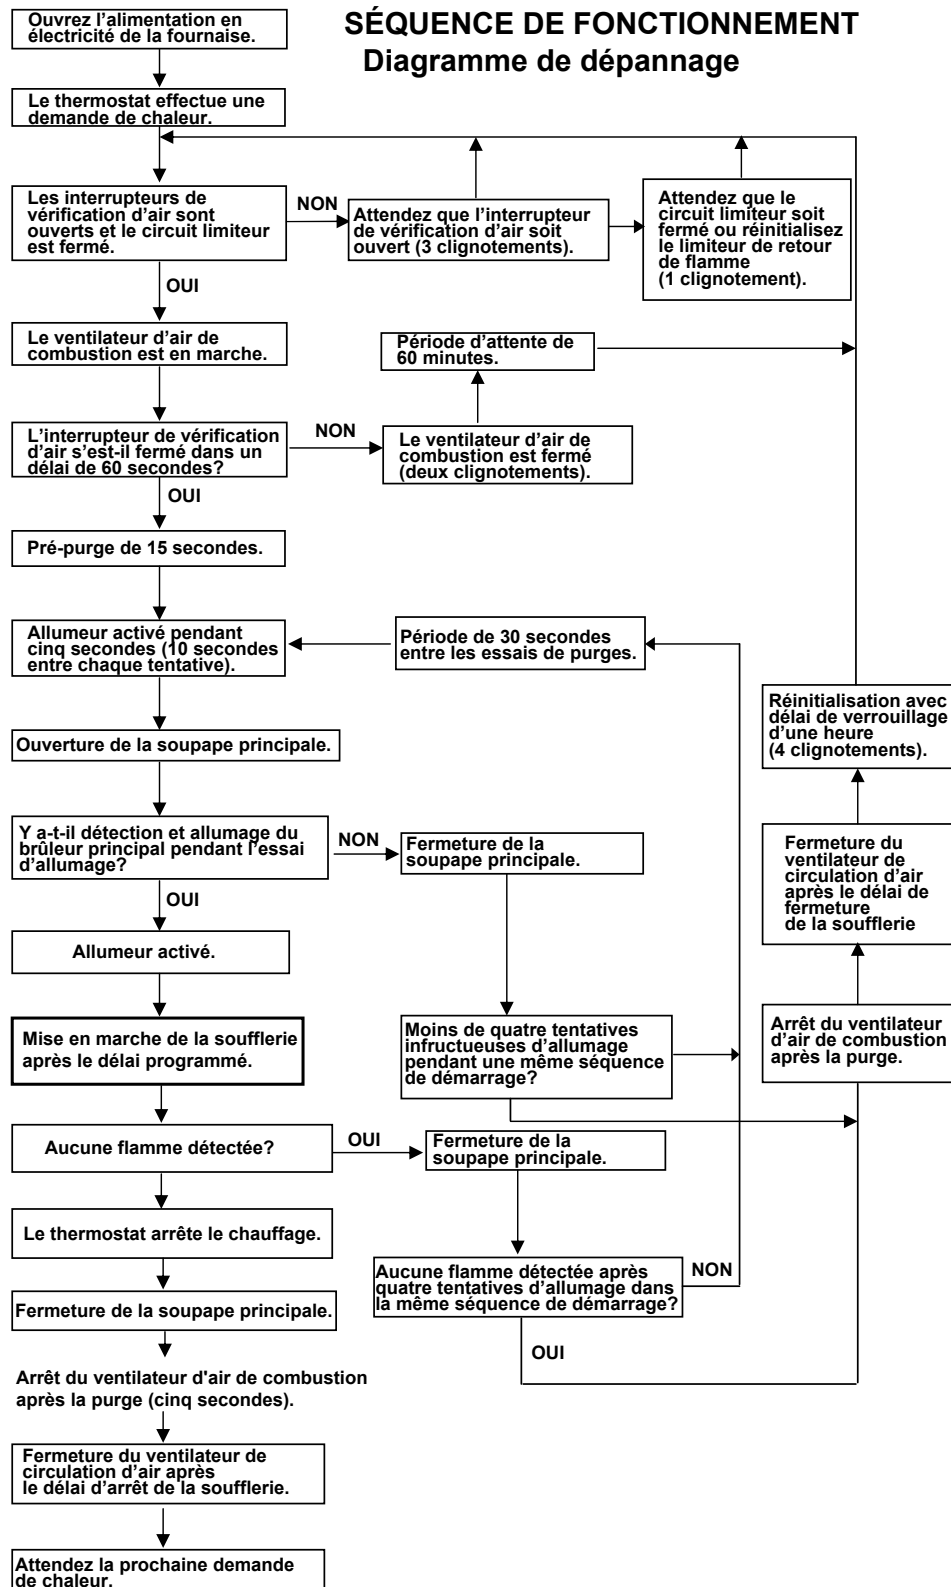 SÉQUENCE DE FONCTIONNEMENT
Diagramme de dépannage
Ouvrez l’alimentation en
électricité de la fournaise.
Le thermostat effectue une
demande de chaleur.
Les interrupteurs de
vérification d’air sont
ouverts et le circuit limiteur
est fermé.
NON
Attendez que l’interrupteur
de vérification d’air soit
ouvert (3 clignotements).
Attendez que le
circuit limiteur soit
fermé ou réinitialisez
le limiteur de retour
de flamme
(1 clignotement).
OUI
Le ventilateur d’air de
combustion est en marche.
Période d’attente de
60 minutes.
L’interrupteur de vérification
d’air s’est-il fermé dans un
délai de 60 secondes?
NON
Le ventilateur d’air de
combustion est fermé
(deux clignotements).
OUI
Pré-purge de 15 secondes.
Allumeur activé pendant
cinq secondes (10 secondes
entre chaque tentative).
Période de 30 secondes
entre les essais de purges.
Réinitialisation avec
délai de verrouillage
d’une heure
(4 clignotements).
Ouverture de la soupape principale.
Y a-t-il détection et allumage du
brûleur principal pendant l’essai
d’allumage?
NON
Fermeture de la
soupape principale.
Fermeture du
ventilateur de
circulation d’air
après le délai de
fermeture
de la soufflerie
OUI
Allumeur activé.
Mise en marche de la soufflerie
après le délai programmé.
Moins de quatre tentatives
infructueuses d’allumage
pendant une même séquence
de démarrage?
Arrêt du ventilateur
d’air de combustion
après la purge.
Aucune flamme détectée?
OUI
Fermeture de la
soupape principale.
Le thermostat arrête le chauffage.
Aucune flamme détectée après
quatre tentatives d’allumage dans
la même séquence de démarrage?
NON
OUI
Fermeture de la soupape principale.
Arrêt du ventilateur d'air de combustion
après la purge (cinq secondes).
Fermeture du ventilateur de
circulation d’air après
le délai d’arrêt de la soufflerie.
Attendez la prochaine demande
de chaleur.